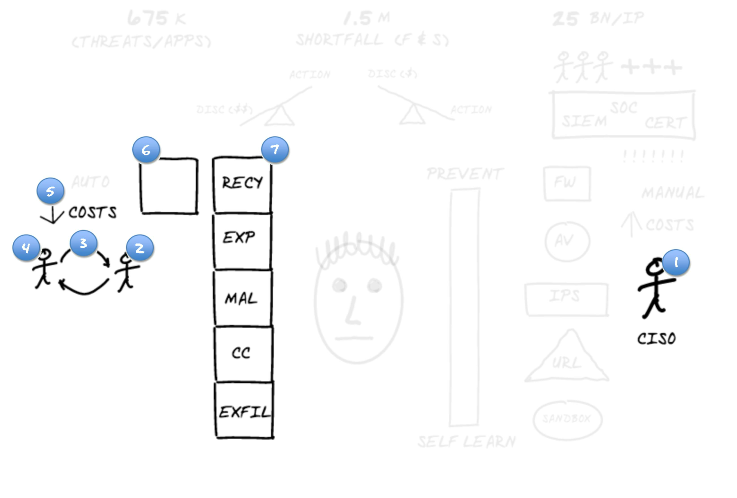 675 K
(THREATS/APPS)
1.5 M
SHORTFALL (F & S)
25 BN/IP
+++
ACTION
DISC ($)
DISC ($$)
ACTION
SOC
SIEM
CERT
!!!!!!!
6
7
PREVENT
5
AUTO
RECY
FW
MANUAL
COSTS
COSTS
4
3
2
EXP
AV
1
MAL
IPS
CISO
CC
URL
EXFIL
SANDBOX
SELF LEARN